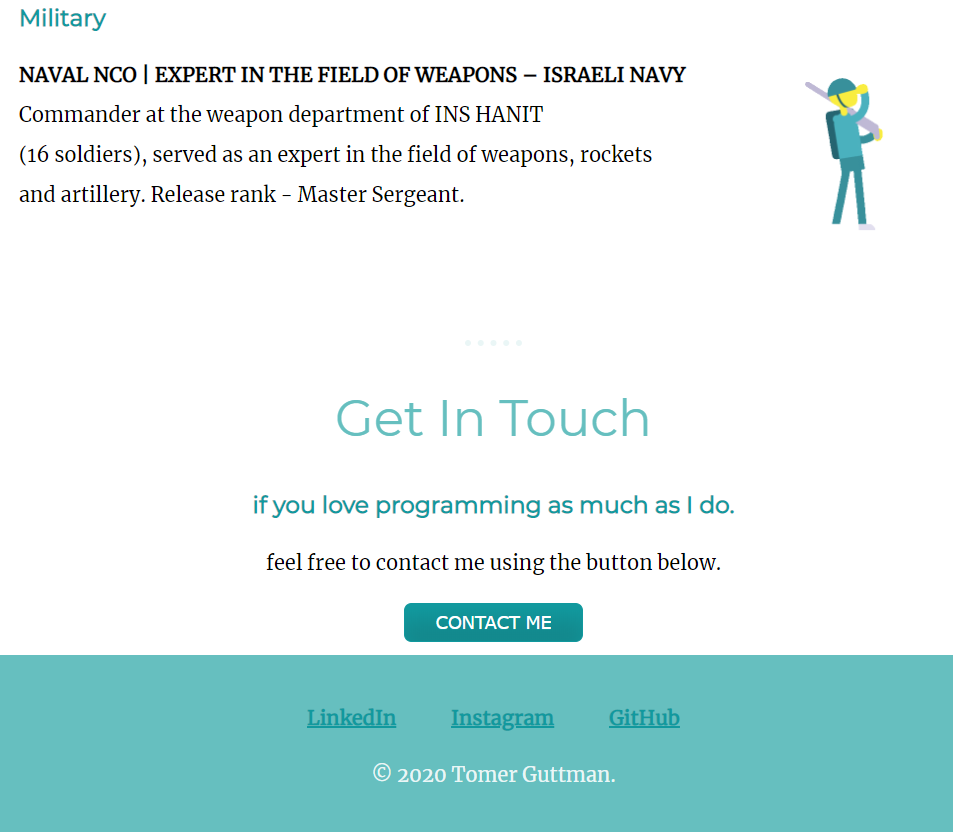 Military
NAVAL NCO | EXPERT IN THE FIELD OF WEAPONS – ISRAELI NAVY
Commander at the weapon department of INS HANIT
(16 soldiers), served as an expert in the field of weapons, rockets
and artillery. Release rank - Master Sergeant.
Get In Touch
if you love programming as much as I do.
feel free to contact me using the button below.
CONTACT ME
LinkedIn Instagram GitHub
© 2020 Tomer Guttman.